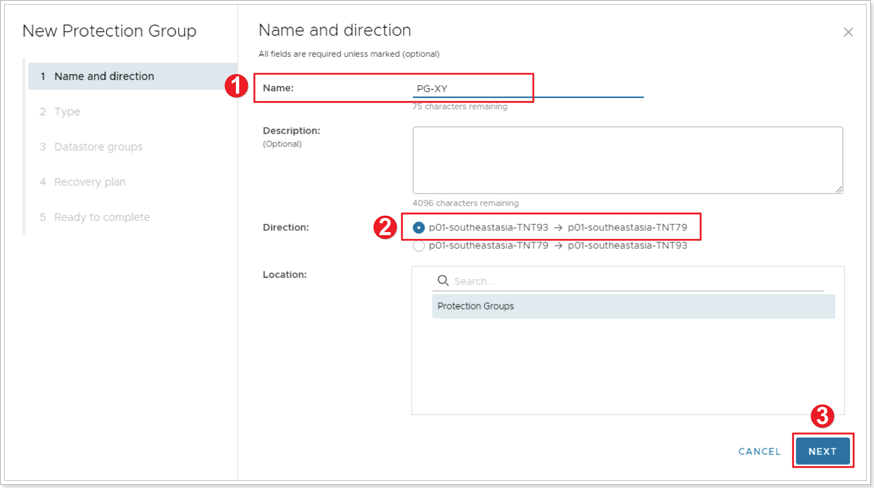 New Protection Group
1 Name and direction
2 Type
3 Datastore groups
4 Recovery plan
5 Ready to complete
Name and direction
All fields are required unless marked (optional)
1
Name: PG-XY
75 characters remaining
Description:
(Optional)
4096 characters remaining
2
Direction: p01-southeastasia-TNT93 → p01-southeastasia-TNT79
p01-southeastasia-TNT79 → p01-southeastasia-TNT93
Location:
Search...
Protection Groups
3
CANCEL NEXT